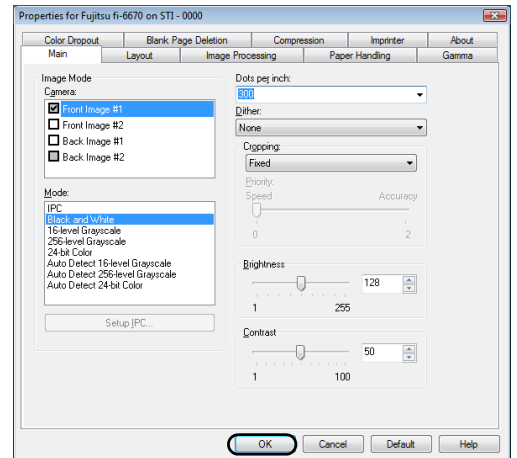 Properties for Fujitsu fi-6670 on STI - 0000
Color Dropout Blank Page Deletion Compression Imprinter About
Main Layout Image Processing Paper Handling Gamma
Image Mode
Camera:
Front Image #1
Front Image #2
Back Image #1
Back Image #2
Mode:
IPC
Black and White
16-level Grayscale
256-level Grayscale
24-bit Color
Auto Detect 16-level Grayscale
Auto Detect 256-level Grayscale
Auto Detect 24-bit Color
Setup IPC...
Dots per inch:
300
Dither:
None
Cropping:
Fixed
Priority:
Speed Accuracy
0 2
Brightness
128
1 255
Contrast
50
1 100
OK Cancel Default Help